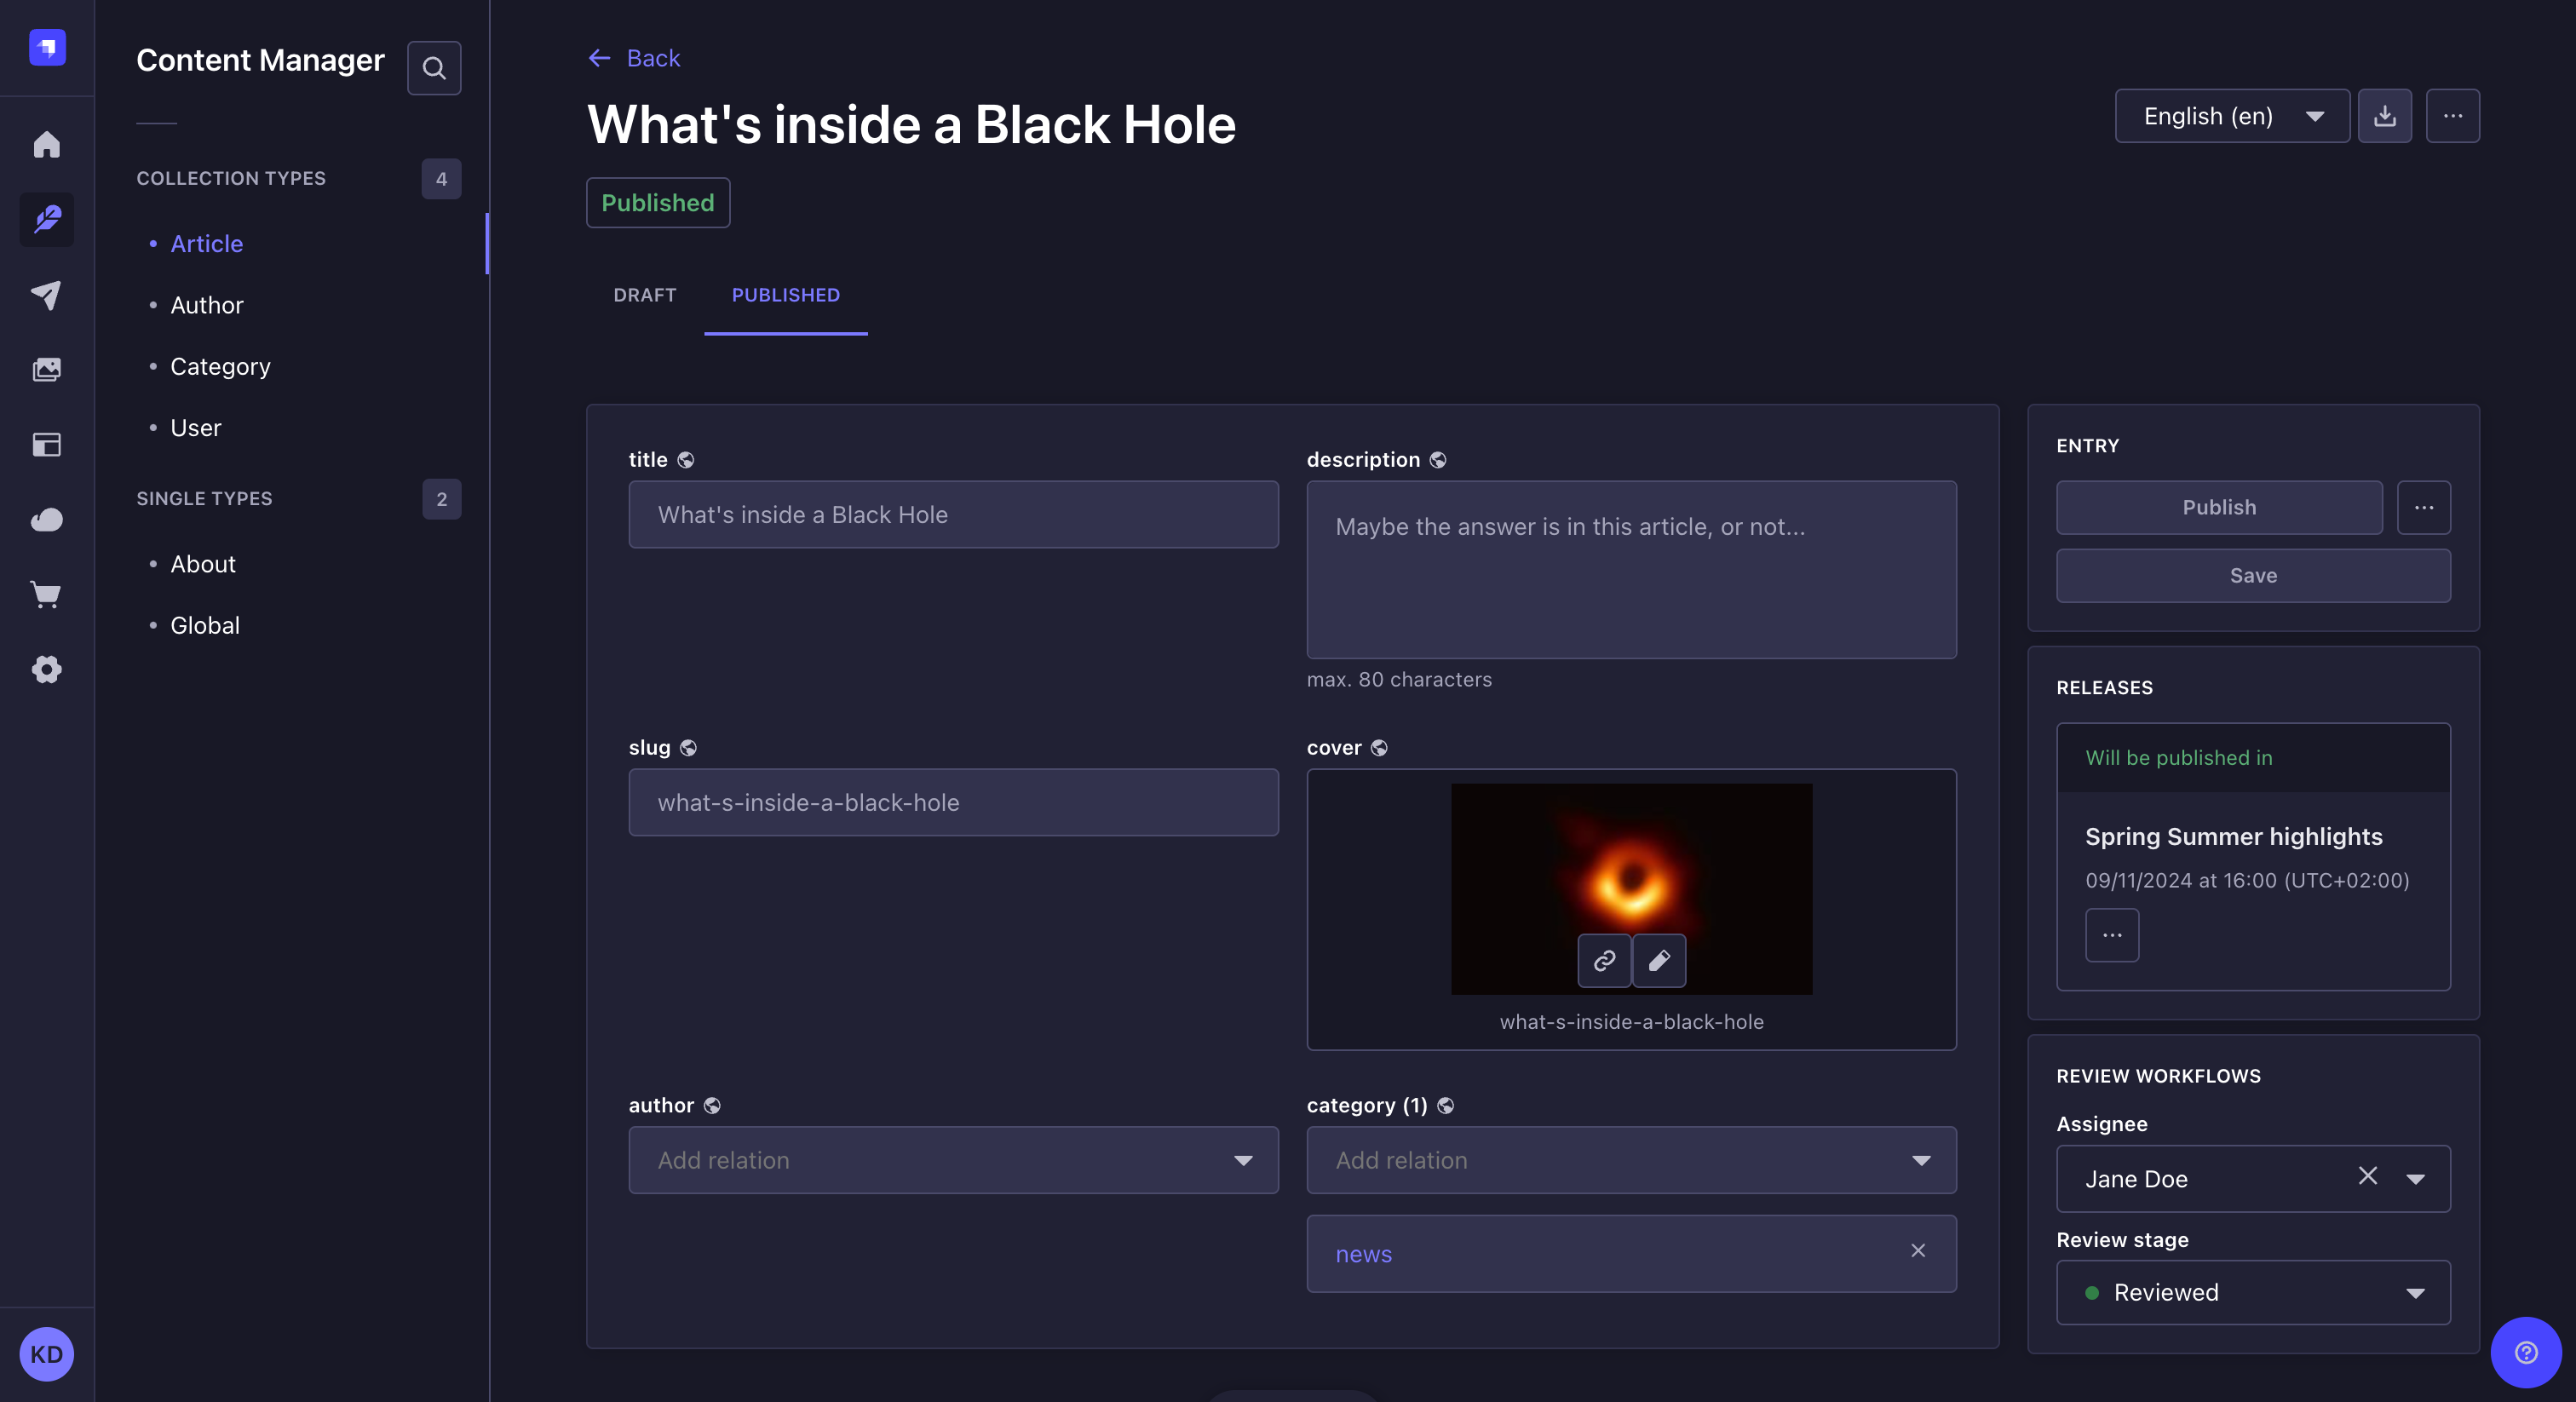 Content Manager
COLLECTION TYPES
4
Article
Author
Category
User
SINGLE TYPES
2
About
Global
KD
Back
What's inside a Black Hole
English (en)
Published
DRAFT
PUBLISHED
title
What's inside a Black Hole
description
Maybe the answer is in this article, or not...
max. 80 characters
slug
what-s-inside-a-black-hole
cover
what-s-inside-a-black-hole
author
Add relation
category (1)
Add relation
news
ENTRY
Publish
Save
RELEASES
Will be published in
Spring Summer highlights
09/11/2024 at 16:00 (UTC+02:00)
REVIEW WORKFLOWS
Assignee
Jane Doe
Review stage
Reviewed